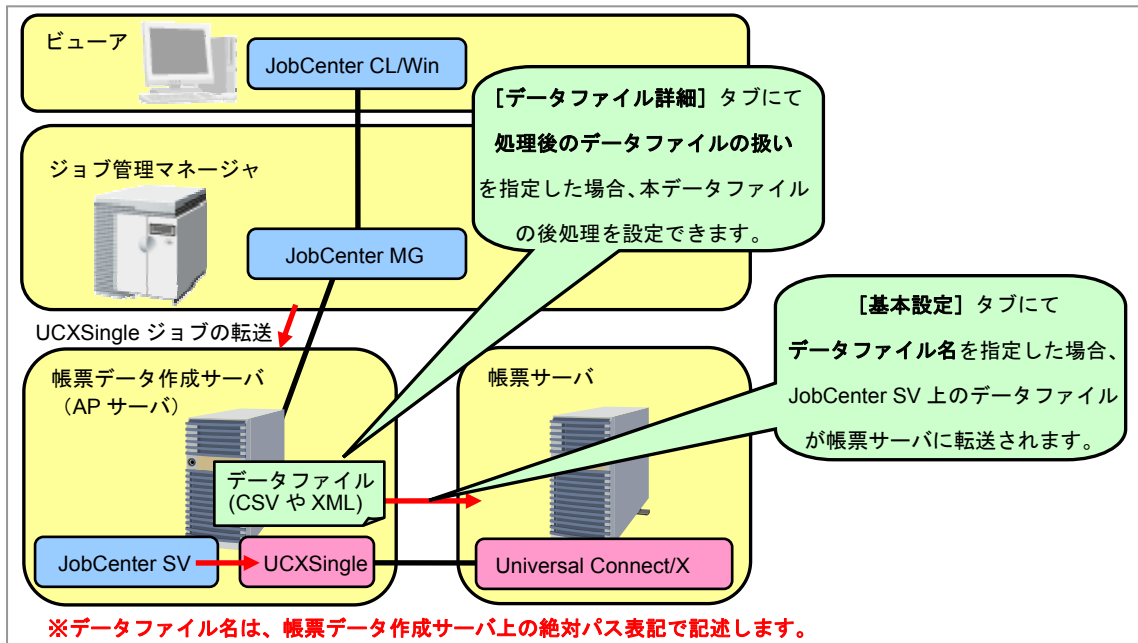 ビューア
JobCenter CL/Win
［データファイル詳細］タブにて
処理後のデータファイルの扱い
を指定した場合、本データファイル
の後処理を設定できます。
ジョブ管理マネージャ
JobCenter MG
UCXSingle ジョブの転送
［基本設定］タブにて
データファイル名を指定した場合、
JobCenter SV 上のデータファイル
が帳票サーバに転送されます。
帳票データ作成サーバ
（AP サーバ）
帳票サーバ
データファイル
(CSV や XML)
JobCenter SV
UCXSingle
Universal Connect/X
※データファイル名は、帳票データ作成サーバ上の絶対パス表記で記述します。